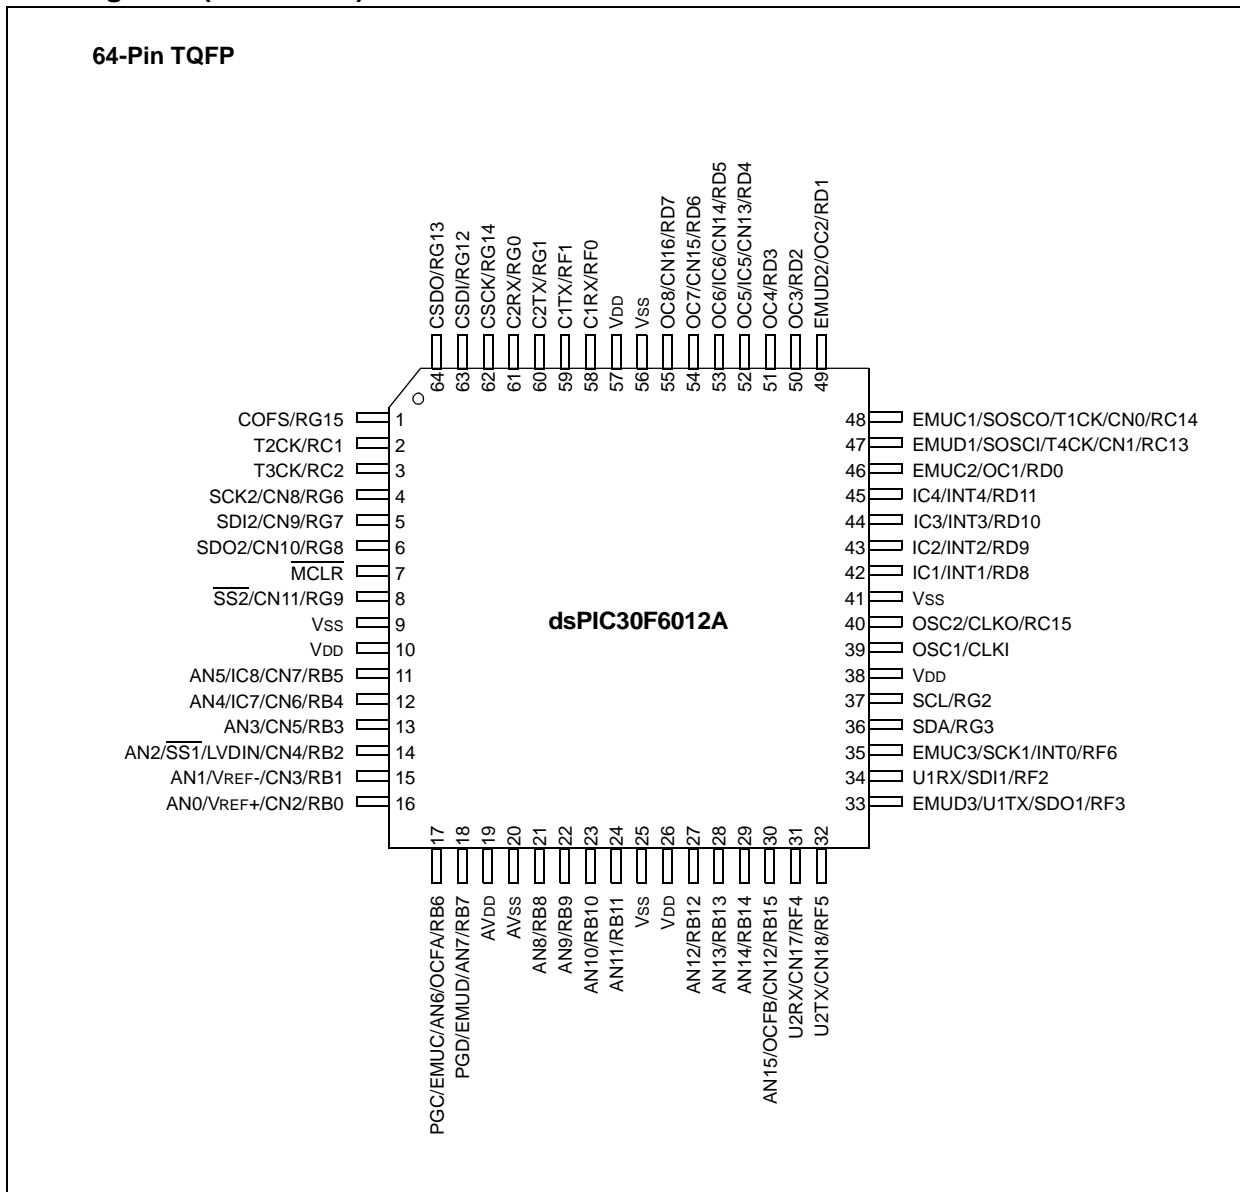 64-Pin TQFP
CSDO/RG13
CSDI/RG12
CSCK/RG14
C2RX/RG0
C2TX/RG1
C1TX/RF1
C1RX/RF0
VDD
VSS
OC8/CN16/RD7
OC7/CN15/RD6
OC6/IC6/CN14/RD5
OC5/IC5/CN13/RD4
OC4/RD3
OC3/RD2
EMUD2/OC2/RD1
64
63
62
61
60
59
58
57
56
55
54
53
52
51
50
49
COFS/RG15 1
T2CK/RC1 2
T3CK/RC2 3
SCK2/CN8/RG6 4
SDI2/CN9/RG7 5
SDO2/CN10/RG8 6
MCLR 7
SS2/CN11/RG9 8
VSS 9
VDD 10
AN5/IC8/CN7/RB5 11
AN4/IC7/CN6/RB4 12
AN3/CN5/RB3 13
AN2/SS1/LVDIN/CN4/RB2 14
AN1/VREF-/CN3/RB1 15
AN0/VREF+/CN2/RB0 16
dsPIC30F6012A
48 EMUC1/SOSCO/T1CK/CN0/RC14
47 EMUD1/SOSCI/T4CK/CN1/RC13
46 EMUC2/OC1/RD0
45 IC4/INT4/RD11
44 IC3/INT3/RD10
43 IC2/INT2/RD9
42 IC1/INT1/RD8
41 VSS
40 OSC2/CLKO/RC15
39 OSC1/CLKI
38 VDD
37 SCL/RG2
36 SDA/RG3
35 EMUC3/SCK1/INT0/RF6
34 U1RX/SDI1/RF2
33 EMUD3/U1TX/SDO1/RF3
17
18
19
20
21
22
23
24
25
26
27
28
29
30
31
32
PGC/EMUC/AN6/OCFA/RB6
PGD/EMUD/AN7/RB7
AVDD
AVSS
AN8/RB8
AN9/RB9
AN10/RB10
AN11/RB11
VSS
VDD
AN12/RB12
AN13/RB13
AN14/RB14
AN15/OCFB/CN12/RB15
U2RX/CN17/RF4
U2TX/CN18/RF5